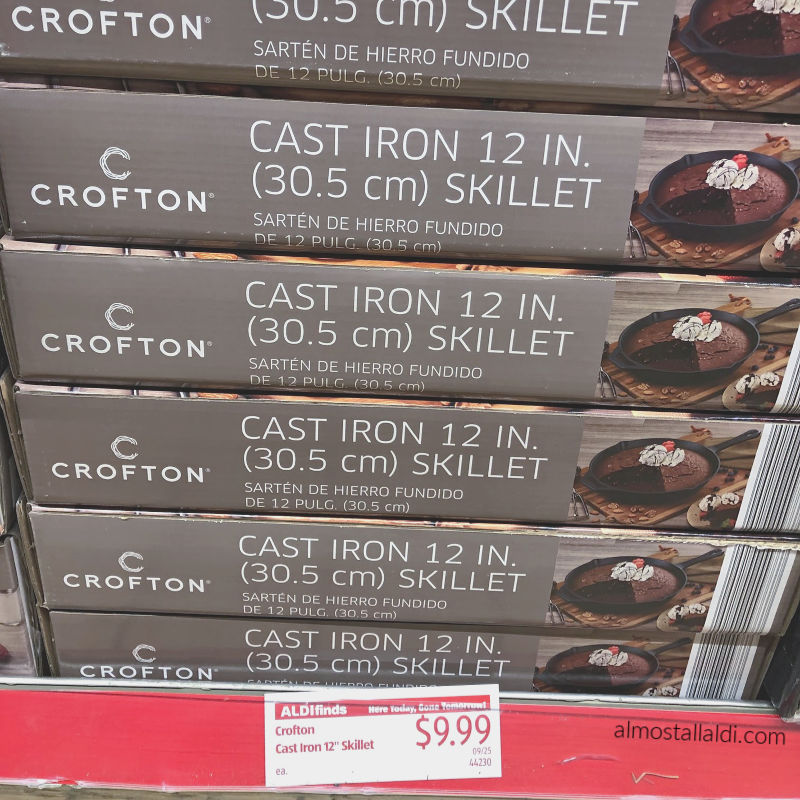 CROFTON®
(30.5 cm) SKILLET
SARTÉN DE HIERRO FUNDIDO
DE 12 PULG. (30.5 cm)
CROFTON®
CAST IRON 12 IN.
(30.5 cm) SKILLET
SARTÉN DE HIERRO FUNDIDO
DE 12 PULG. (30.5 cm)
CROFTON®
CAST IRON 12 IN.
(30.5 cm) SKILLET
SARTÉN DE HIERRO FUNDIDO
DE 12 PULG. (30.5 cm)
CROFTON®
CAST IRON 12 IN.
(30.5 cm) SKILLET
SARTÉN DE HIERRO FUNDIDO
DE 12 PULG. (30.5 cm)
CROFTON®
CAST IRON 12 IN.
(30.5 cm) SKILLET
SARTÉN DE HIERRO FUNDIDO
DE 12 PULG. (30.5 cm)
CROFTON®
CAST IRON 12 IN.
(30.5 cm) SKILLET
SARTÉN DE HIERRO FUNDIDO
ALDIfinds Here Today, Gone Tomorrow!
Crofton
Cast Iron 12" Skillet
$9.99
09/25
ea.
44230
almostallaldi.com